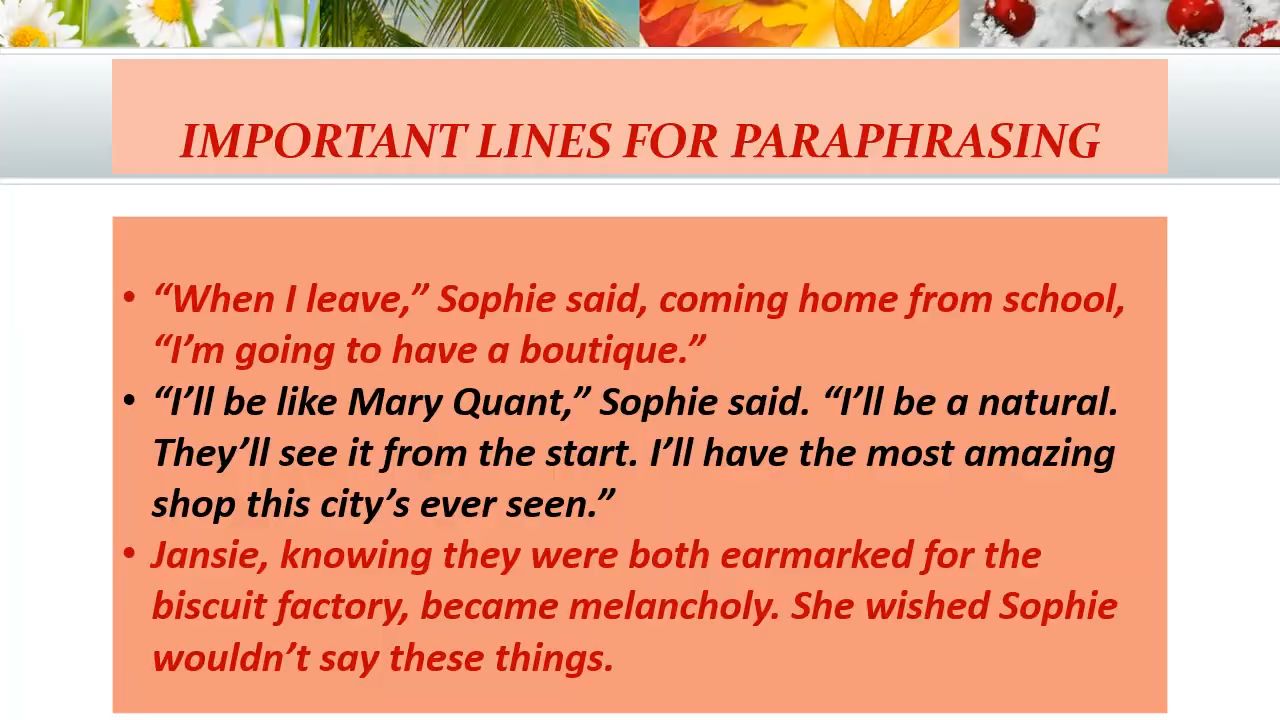 IMPORTANT LINES FOR PARAPHRASING
• “When I leave,” Sophie said, coming home from school,
“I’m going to have a boutique.”
• “I’ll be like Mary Quant,” Sophie said. “I’ll be a natural.
They’ll see it from the start. I’ll have the most amazing
shop this city’s ever seen.”
• Jansie, knowing they were both earmarked for the
biscuit factory, became melancholy. She wished Sophie
wouldn’t say these things.